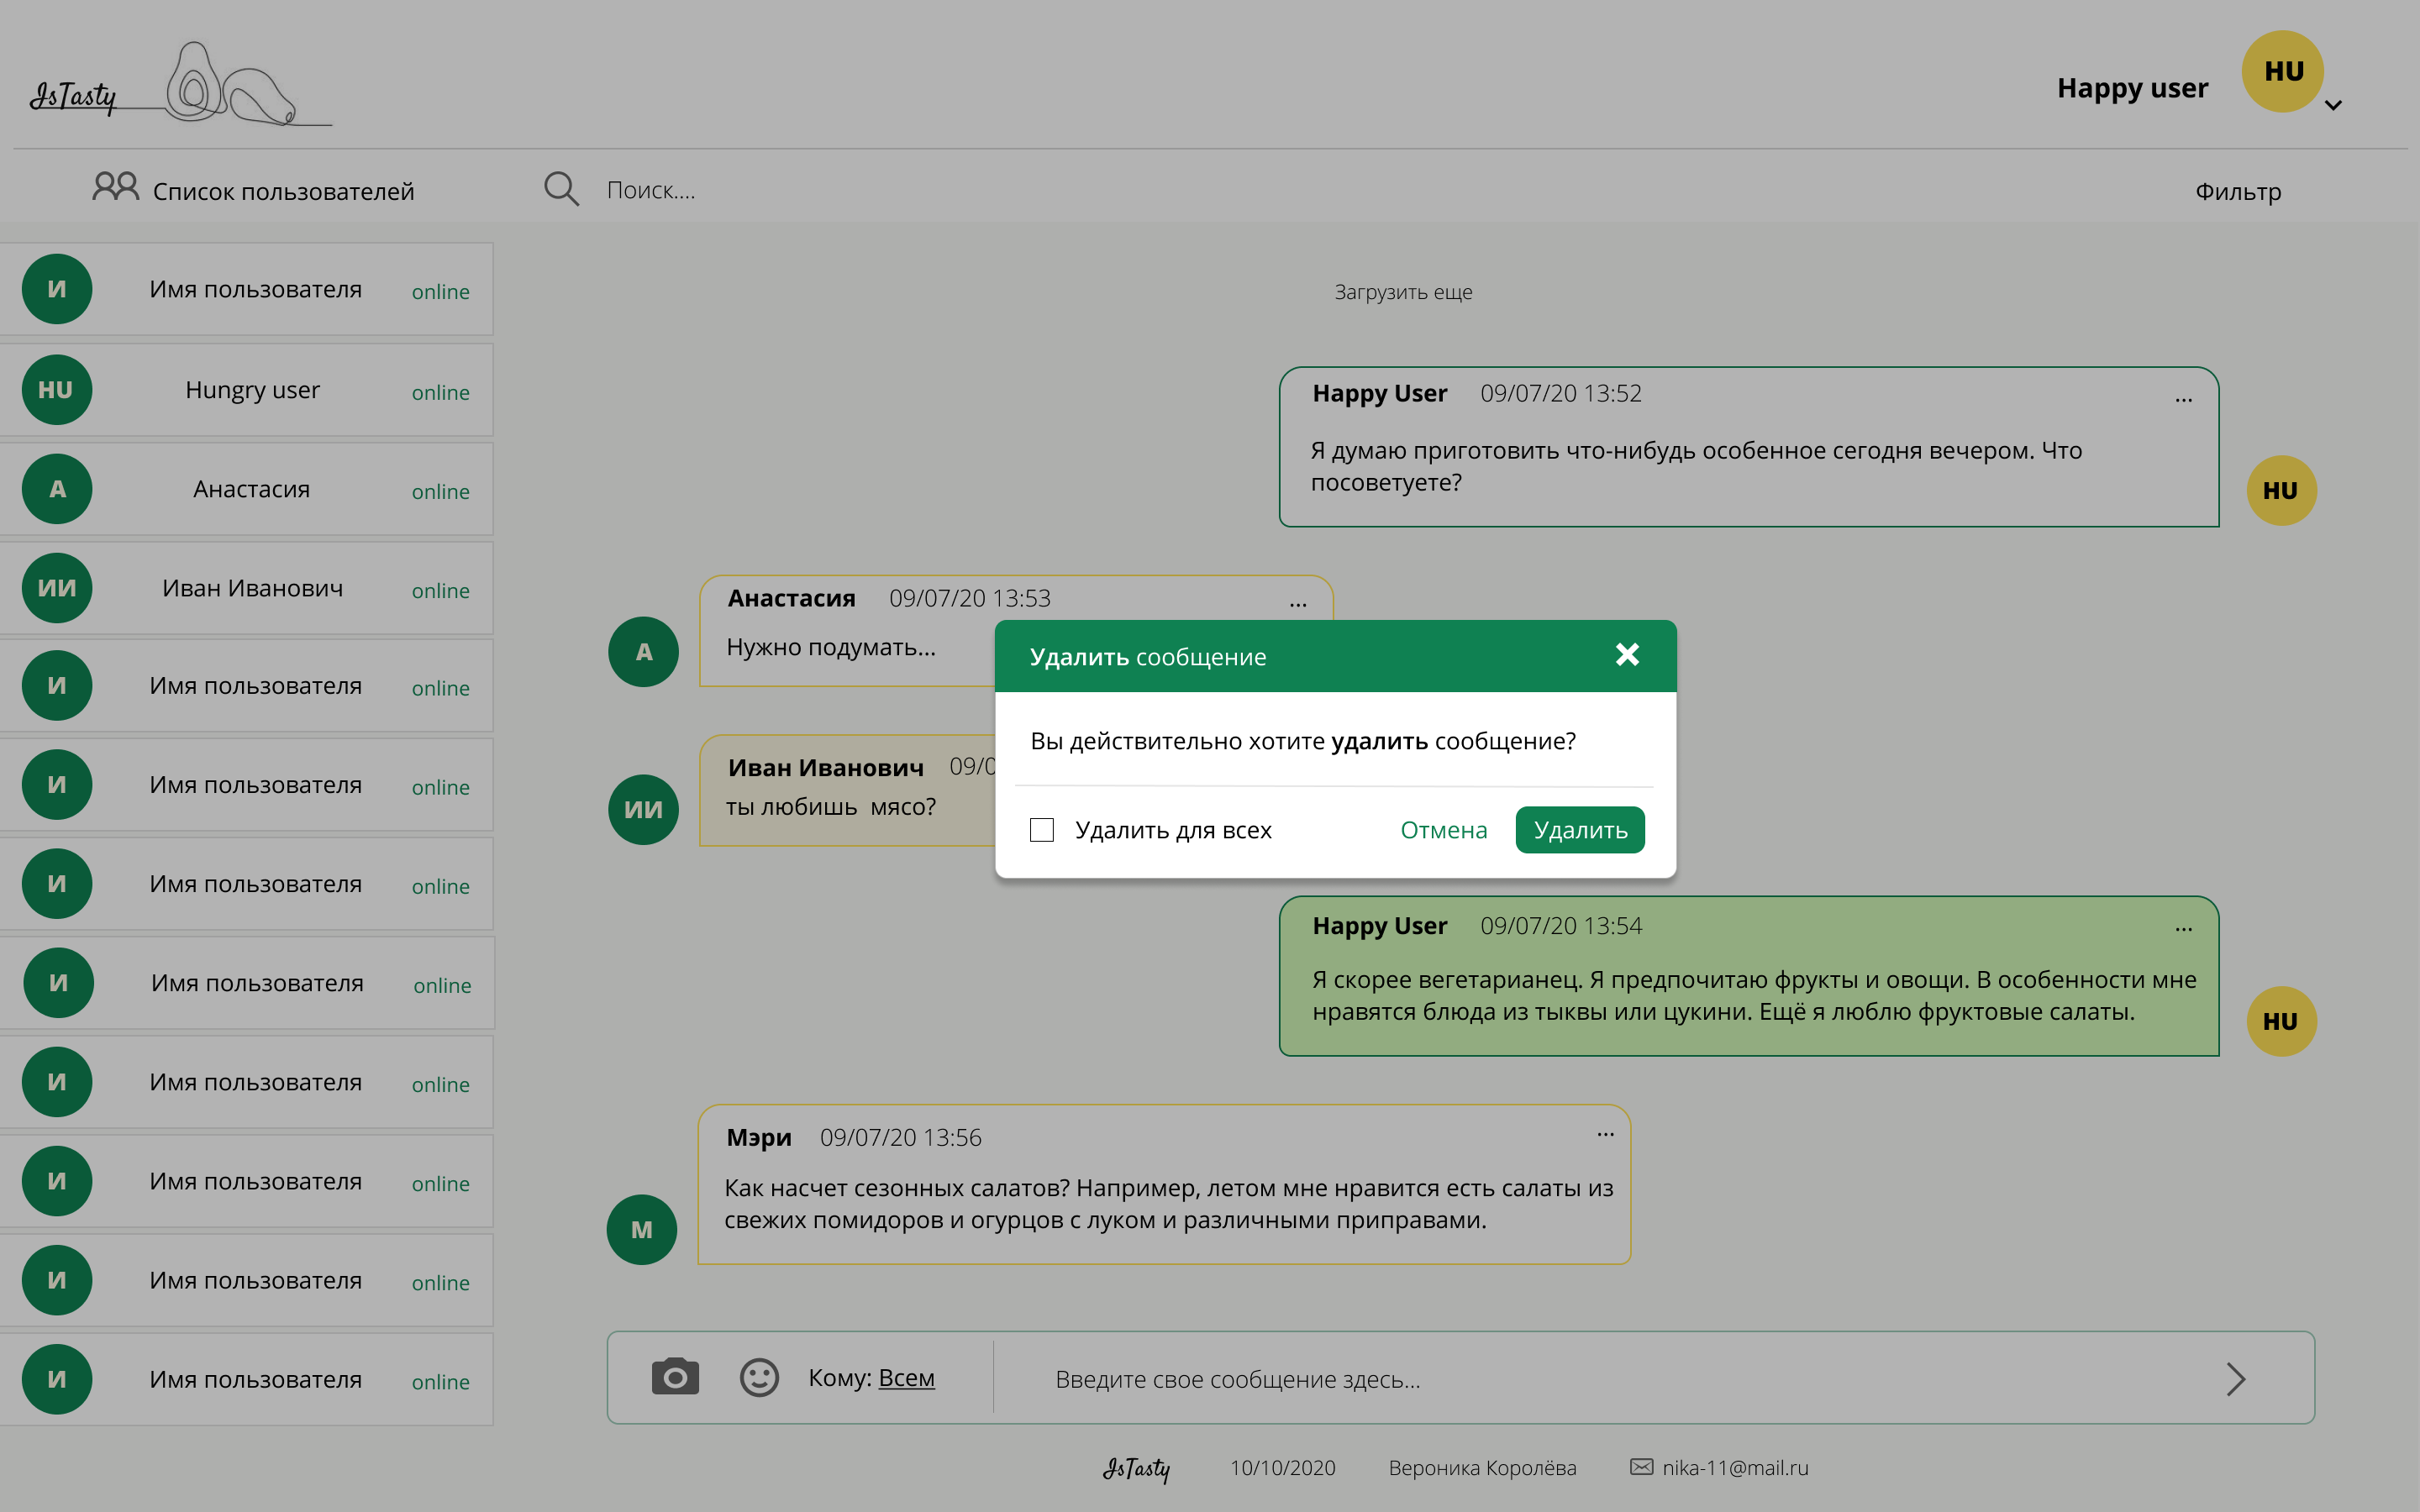 IsTasty
Happy user
HU
Список пользователей
Поиск....
Фильтр
И
Имя пользователя
online
HU
Hungry user
online
А
Анастасия
online
ИИ
Иван Иванович
online
И
Имя пользователя
online
И
Имя пользователя
online
И
Имя пользователя
online
И
Имя пользователя
online
И
Имя пользователя
online
И
Имя пользователя
online
И
Имя пользователя
online
И
Имя пользователя
online
Загрузить еще
Happy User 09/07/20 13:52 ...
Я думаю приготовить что-нибудь особенное сегодня вечером. Что
посоветуете?
HU
Анастасия 09/07/20 13:53 ...
Нужно подумать...
А
Иван Иванович 09/0
ты любишь  мясо?
ИИ
Удалить сообщение
Вы действительно хотите удалить сообщение?
Удалить для всех
Отмена
Удалить
Happy User 09/07/20 13:54 ...
Я скорее вегетарианец. Я предпочитаю фрукты и овощи. В особенности мне
нравятся блюда из тыквы или цукини. Ещё я люблю фруктовые салаты.
HU
Мэри 09/07/20 13:56 ...
Как насчет сезонных салатов? Например, летом мне нравится есть салаты из
свежих помидоров и огурцов с луком и различными приправами.
М
Кому: Всем
Введите свое сообщение здесь...
IsTasty
10/10/2020
Вероника Королёва
nika-11@mail.ru